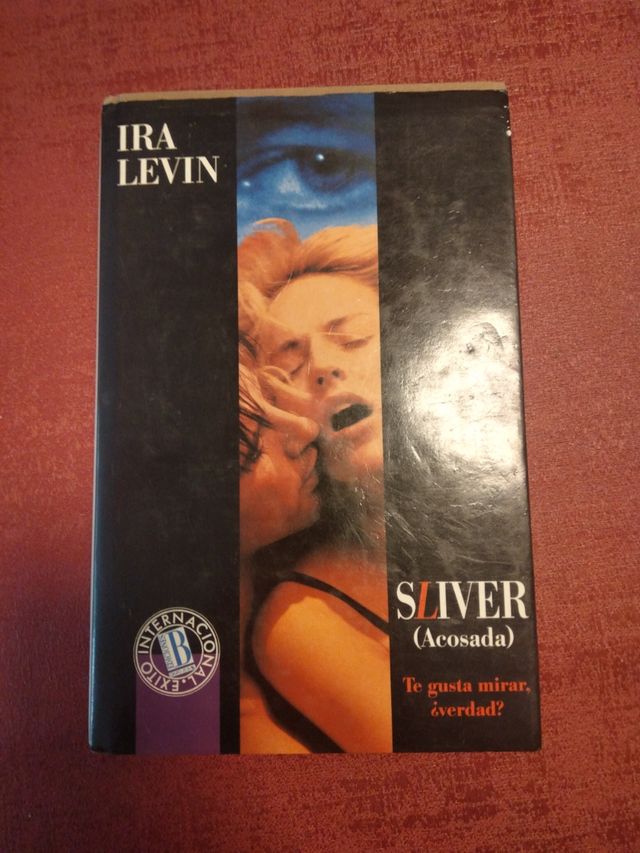 IRA
LEVIN
SLIVER
(Acosada)
Te gusta mirar,
¿verdad?
EXITO INTERNACIONAL
B